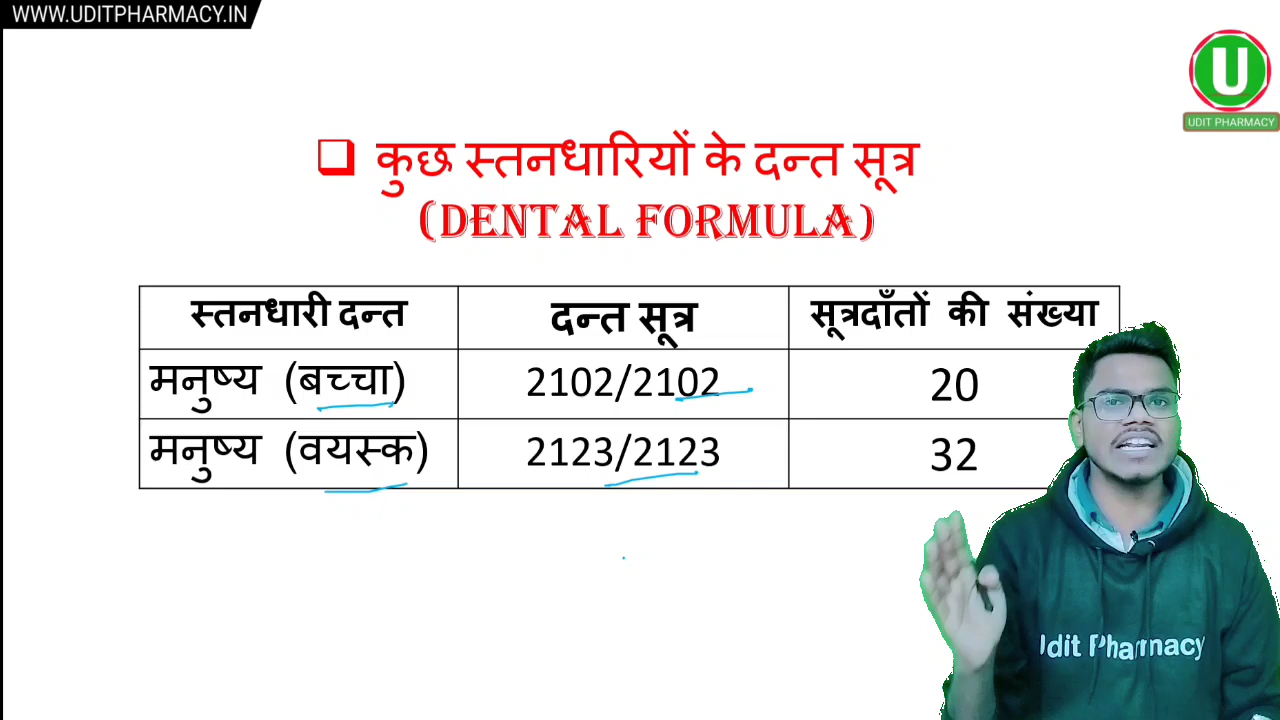 WWW.UDITPHARMACY.IN
U
UDIT PHARMACY
❑ कुछ स्तनधारियों के दन्त सूत्र
(DENTAL FORMULA)
स्तनधारी दन्त दन्त सूत्र सूत्रदाँतों की संख्या
मनुष्य (बच्चा) 2102/2102 20
मनुष्य (वयस्क) 2123/2123 32
Udit Pharmacy